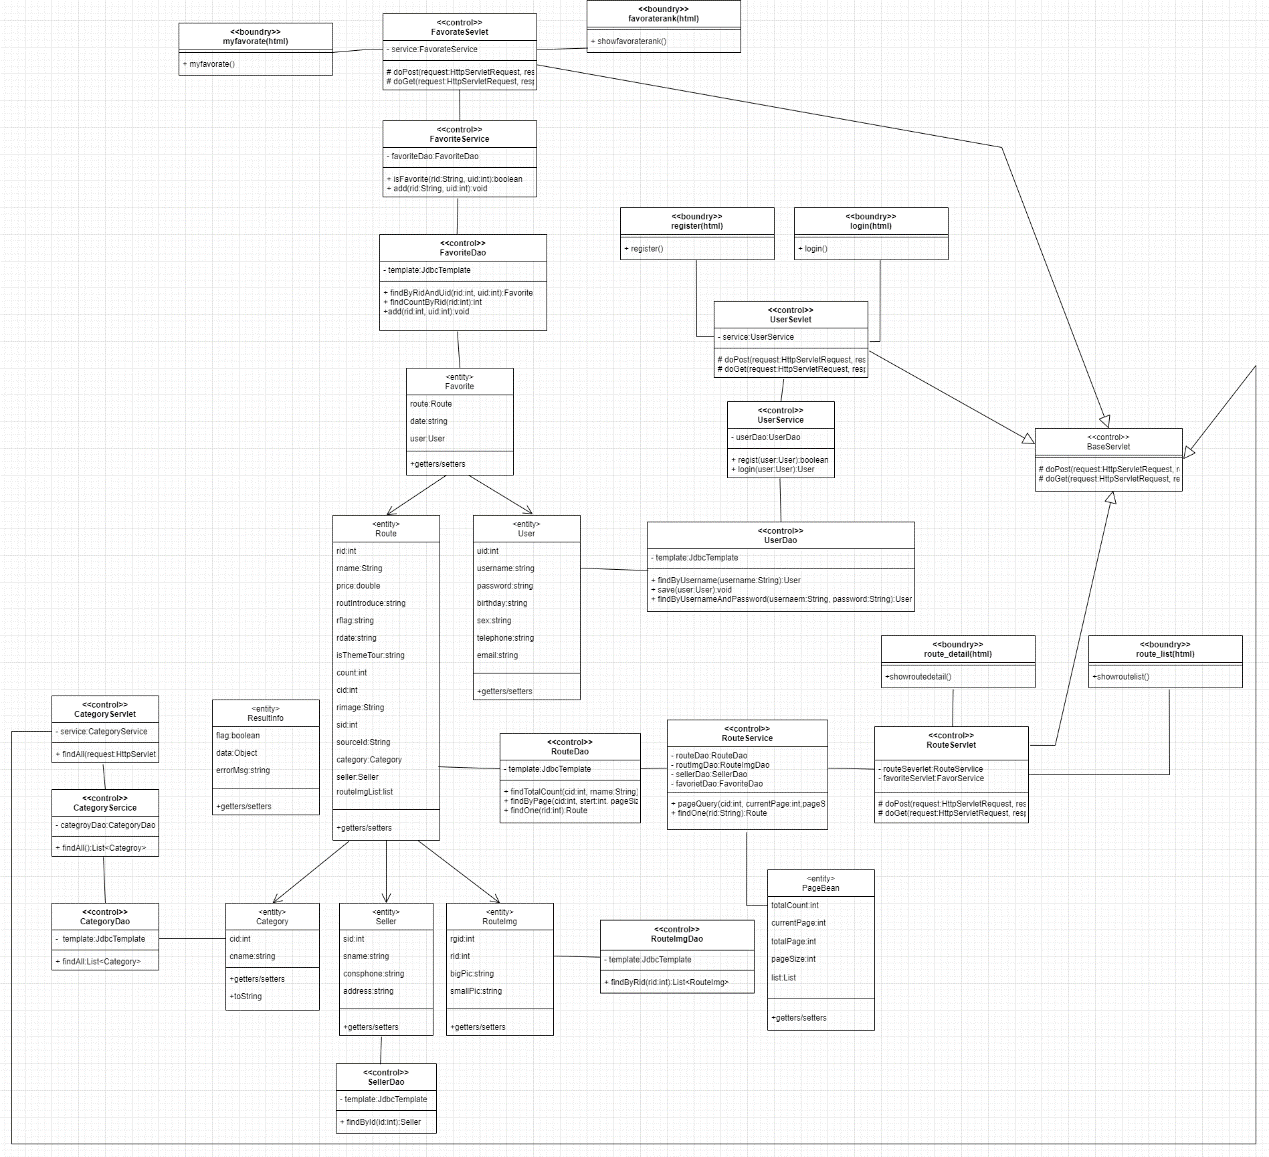 <<boundry>>
myfavorate(html)
+ myfavorate()
<<control>>
FavorateSevlet
- service:FavorateService
# doPost(request:HttpServletRequest, res
# doGet(request:HttpServletRequest, resp
<<boundry>>
favoraterank(html)
+ showfavoraterank()
<<control>>
FavoriteService
- favoriteDao:FavoriteDao
+ isFavorite(rid:String, uid:int):boolean
+ add(rid:String, uid:int):void
<<control>>
FavoriteDao
- template:JdbcTemplate
+ findByRidAndUid(rid:int, uid:int):Favorite
+ findCountByRid(rid:int):int
+add(rid:int, uid:int):void
<<boundry>>
register(html)
+ register()
<<boundry>>
login(html)
+ login()
<<control>>
UserSevlet
- service:UserService
# doPost(request:HttpServletRequest, res
# doGet(request:HttpServletRequest, resp
<entity>
Favorite
route:Route
date:string
user:User
+getters/setters
<<control>>
UserService
- userDao:UserDao
+ regist(user:User):boolean
+ login(user:User):User
<<control>>
BaseServlet
# doPost(request:HttpServletRequest, r
# doGet(request:HttpServletRequest, re
<entity>
Route
rid:int
rname:String
price:double
routIntroduce:string
rflag:string
rdate:string
isThemeTour:string
count:int
cid:int
rimage:String
sid:int
sourceId:String
category:Category
seller:Seller
routeImgList:list
+getters/setters
<entity>
User
uid:int
username:string
password:string
birthday:string
sex:string
telephone:string
email:string
+getters/setters
<<control>>
UserDao
- template:JdbcTemplate
+ findByUsername(username:String):User
+ save(user:User):void
+ findByUsernameAndPassword(usernaem:String, password:String):User
<<boundry>>
route_detail(html)
+showroutedetail()
<<boundry>>
route_list(html)
+showroutelist()
<<control>>
CategoryServlet
- service:CategoryService
+ findAll(request:HttpServlet
<entity>
ResultInfo
flag:boolean
data:Object
errorMsg:string
+getters/setters
<<control>>
RouteDao
- template:JdbcTemplate
+ findTotalCount(cid:int, rname:String)
+ findByPage(cid:int, stert:int. pageSiz
+ findOne(rid:int):Route
<<control>>
RouteService
- routeDao:RouteDao
- routImgDao:RouteImgDao
- sellerDao:SellerDao
- favorietDao:FavoriteDao
+ pageQuery(cid:int, currentPage:int,pageS
+ findOne(rid:String):Route
<<control>>
RouteServlet
- routeSeverlet:RouteServlice
- favoriteServlet:FavorService
# doPost(request:HttpServletRequest, res
# doGet(request:HttpServletRequest, resp
<<control>>
CategorySercice
- categroyDao:CategoryDao
+ findAll():List<Categroy>
<<control>>
CategoryDao
- template:JdbcTemplate
+ findAll:List<Category>
<entity>
Category
cid:int
cname:string
+getters/setters
+toString
<entity>
Seller
sid:int
sname:string
consphone:string
address:string
+getters/setters
<entity>
RouteImg
rgid:int
rid:int
bigPic:string
smallPic:string
+getters/setters
<<control>>
RouteImgDao
- template:JdbcTemplate
+ findByRid(rid:int):List<RouteImg>
<entity>
PageBean
totalCount:int
currentPage:int
totalPage:int
pageSize:int
list:List
+getters/setters
<<control>>
SellerDao
- template:JdbcTemplate
+ findById(id:int):Seller